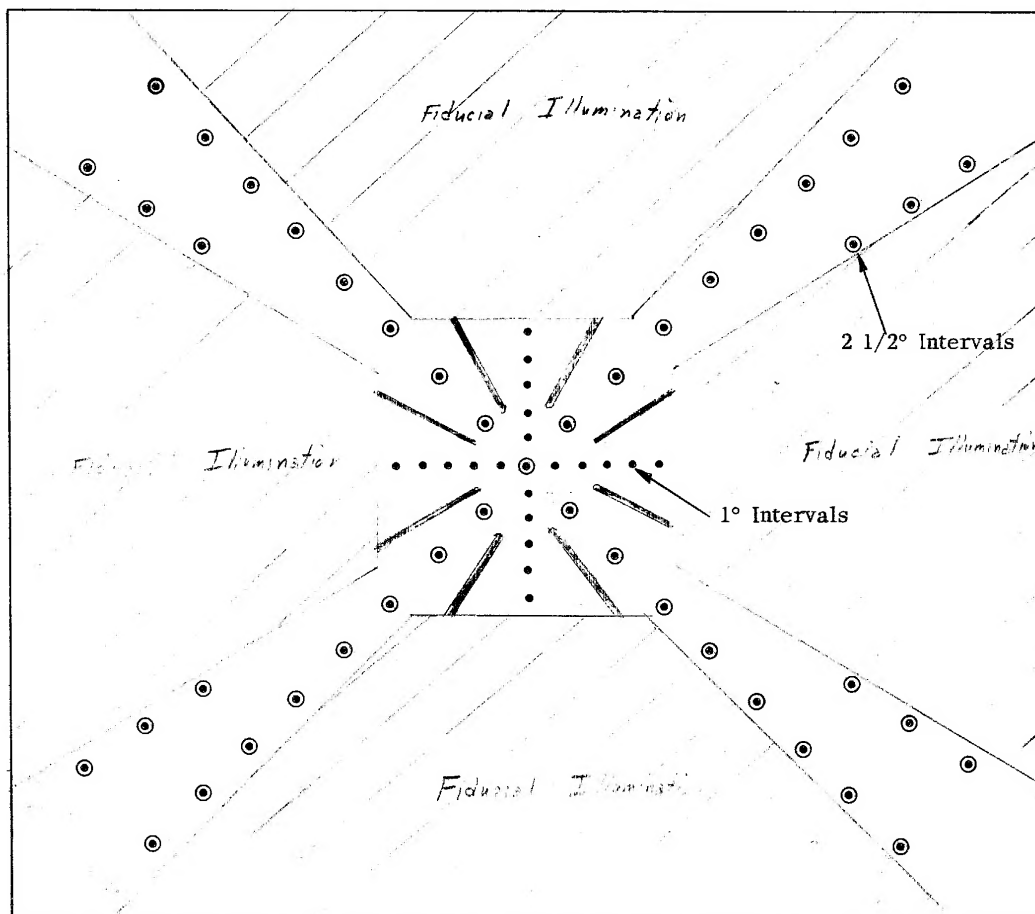 Fiducial Illumination
2 1/2° Intervals
Illumination
Fiducial Illumination
1° Intervals
Fiducial